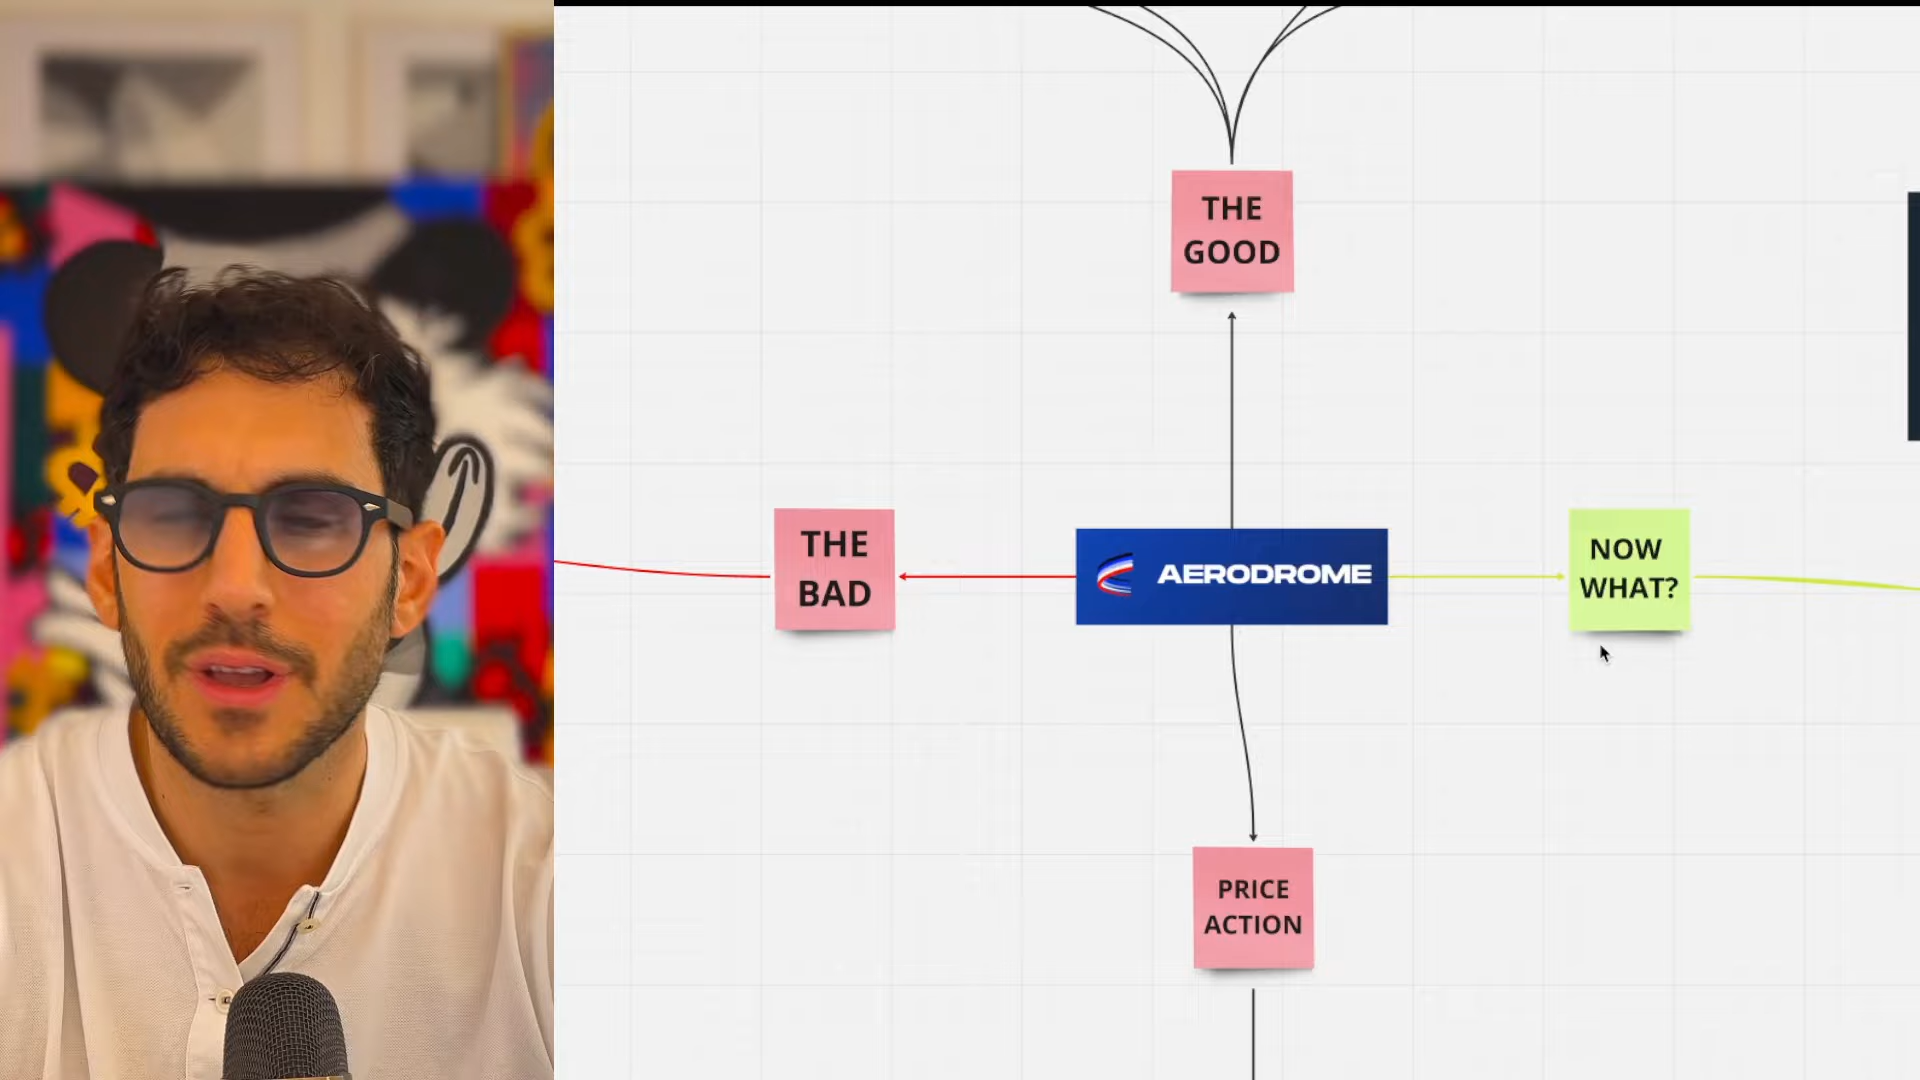 THE
GOOD
THE
BAD
AERODROME
NOW
WHAT?
PRICE
ACTION